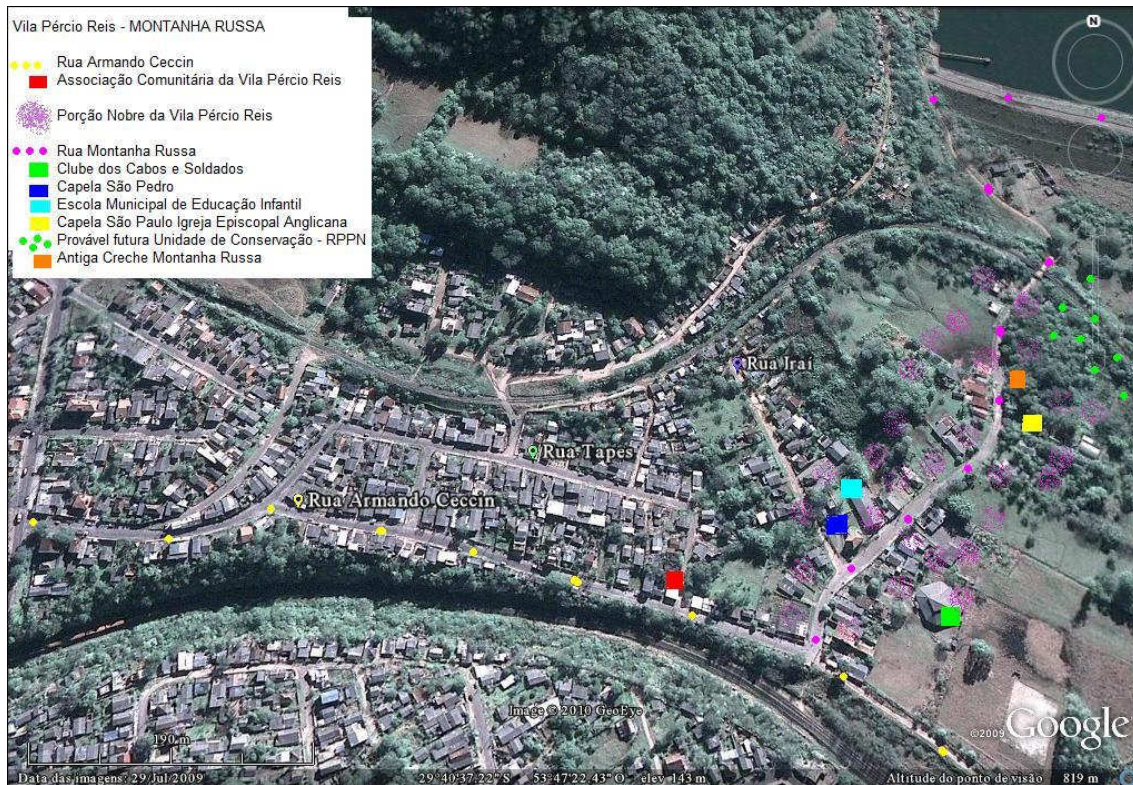 Vila Pércio Reis - MONTANHA RUSSA
Rua Armando Ceccin
Associação Comunitária da Vila Pércio Reis
Porção Nobre da Vila Pércio Reis
Rua Montanha Russa
Clube dos Cabos e Soldados
Capela São Pedro
Escola Municipal de Educação Infantil
Capela São Paulo Igreja Episcopal Anglicana
Provável futura Unidade de Conservação - RPPN
Antiga Creche Montanha Russa
N
Rua Iraí
Rua Tapes
Rua Armando Ceccin
Image © 2010 GeoEye
©2009 Google
190 m
Data das imagens: 29/Jul/2009 29°40'37.22" S 53°47'22.43" O elev 143 m Altitude do ponto de visão 819 m